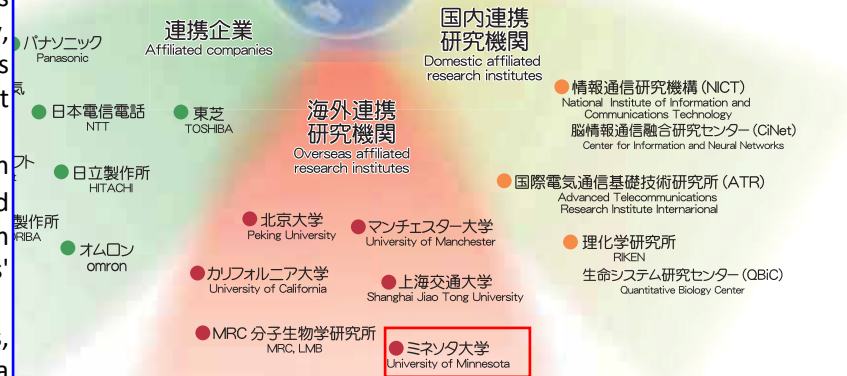 連携企業
Affiliated companies
パナソニック
Panasonic
日本電信電話
NTT
東芝
TOSHIBA
日立製作所
HITACHI
製作所
RIBA
オムロン
omron
海外連携
研究機関
Overseas affiliated
research institutes
北京大学
Peking University
マンチェスター大学
University of Manchester
カリフォルニア大学
University of California
上海交通大学
Shanghai Jiao Tong University
MRC 分子生物学研究所
MRC, LMB
ミネソタ大学
University of Minnesota
国内連携
研究機関
Domestic affiliated
research institutes
情報通信研究機構(NICT)
National Institute of Information and
Communications Technology
脳情報通信融合研究センター(CiNet)
Center for Information and Neural Networks
国際電気通信基礎技術研究所(ATR)
Advanced Telecommunications
Research Institute Internarional
理化学研究所
RIKEN
生命システム研究センター(QBiC)
Quantitative Biology Center